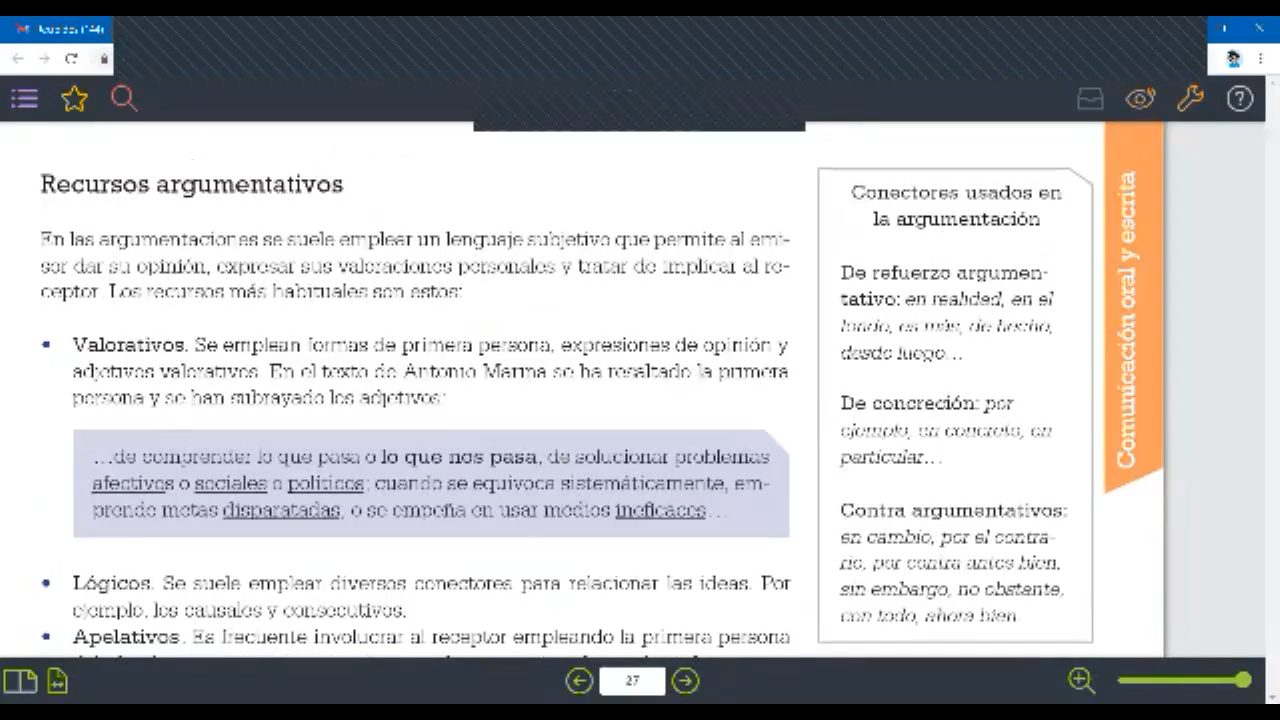 (144)
Recursos argumentativos
En las argumentaciones se suele emplear un lenguaje subjetivo que permite al emi-
sor dar su opinión, expresar sus valoraciones personales y tratar de implicar al re-
ceptor. Los recursos más habituales son estos:
• Valorativos. Se emplean formas de primera persona, expresiones de opinión y
adjetivos valorativos. En el texto de Antonio Marina se ha resaltado la primera
persona y se han subrayado los adjetivos:
…de comprender lo que pasa o lo que nos pasa, de solucionar problemas
afectivos o sociales o políticos; cuando se equivoca sistemáticamente, em-
prende metas disparatadas, o se empeña en usar medios ineficaces…
• Lógicos. Se suele emplear diversos conectores para relacionar las ideas. Por
ejemplo, los causales y consecutivos.
• Apelativos. Es frecuente involucrar al receptor empleando la primera persona
Conectores usados en
la argumentación
De refuerzo argumen-
tativo: en realidad, en el
fondo, es más, de hecho,
desde luego…
De concreción: por
ejemplo, en concreto, en
particular…
Contra argumentativos:
en cambio, por el contra-
rio, por contra antes bien,
sin embargo, no obstante,
con todo, ahora bien.
Comunicación oral y escrita
27